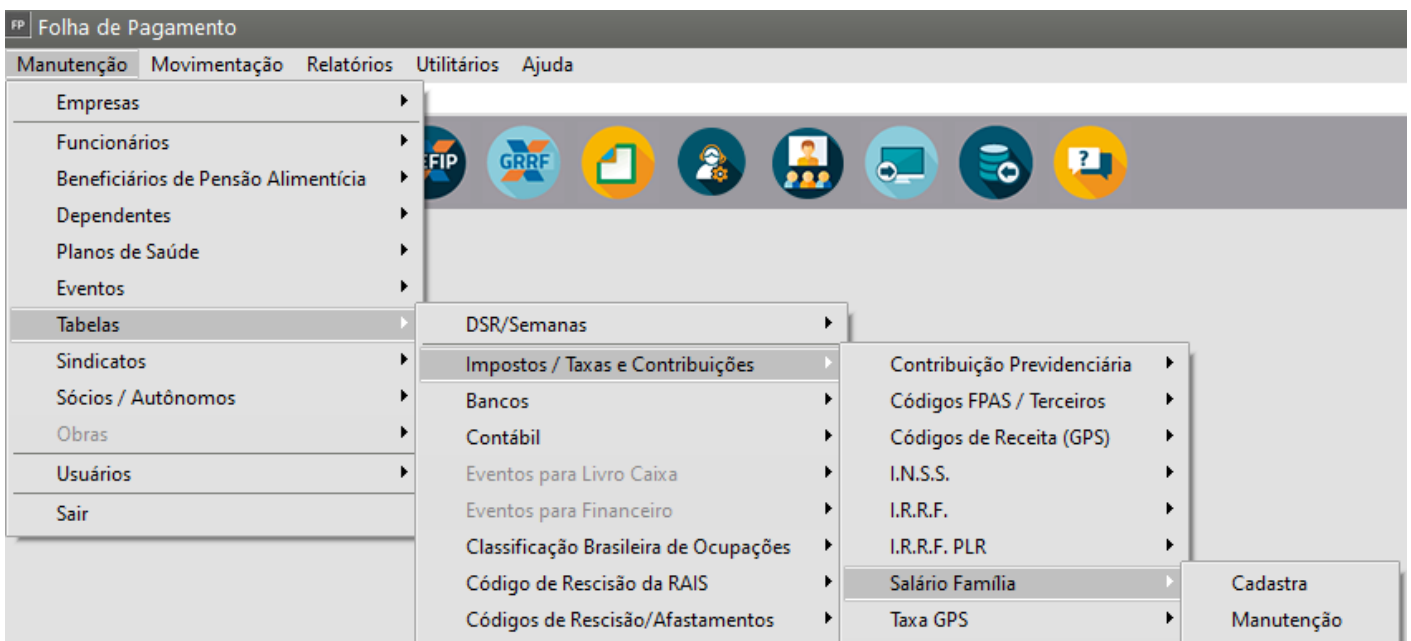 FP Folha de Pagamento
Manutenção Movimentação Relatórios Utilitários Ajuda
Empresas
Funcionários
Beneficiários de Pensão Alimentícia
Dependentes
Planos de Saúde
Eventos
Tabelas
Sindicatos
Sócios / Autônomos
Obras
Usuários
Sair
EFIP
GRRF
?
DSR/Semanas
Impostos / Taxas e Contribuições
Bancos
Contábil
Eventos para Livro Caixa
Eventos para Financeiro
Classificação Brasileira de Ocupações
Código de Rescisão da RAIS
Códigos de Rescisão/Afastamentos
Contribuição Previdenciária
Códigos FPAS / Terceiros
Códigos de Receita (GPS)
I.N.S.S.
I.R.R.F.
I.R.R.F. PLR
Salário Família
Taxa GPS
Cadastra
Manutenção